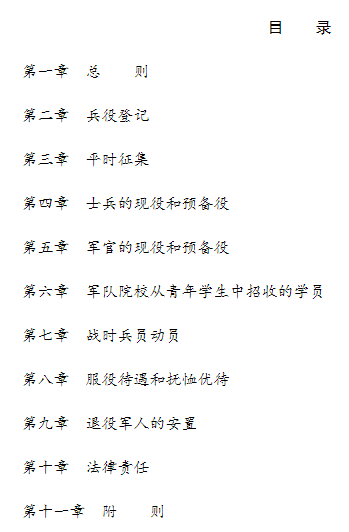 目　　录
第一章　总　　则
第二章　兵役登记
第三章　平时征集
第四章　士兵的现役和预备役
第五章　军官的现役和预备役
第六章　军队院校从青年学生中招收的学员
第七章　战时兵员动员
第八章　服役待遇和抚恤优待
第九章　退役军人的安置
第十章　法律责任
第十一章　附　　则